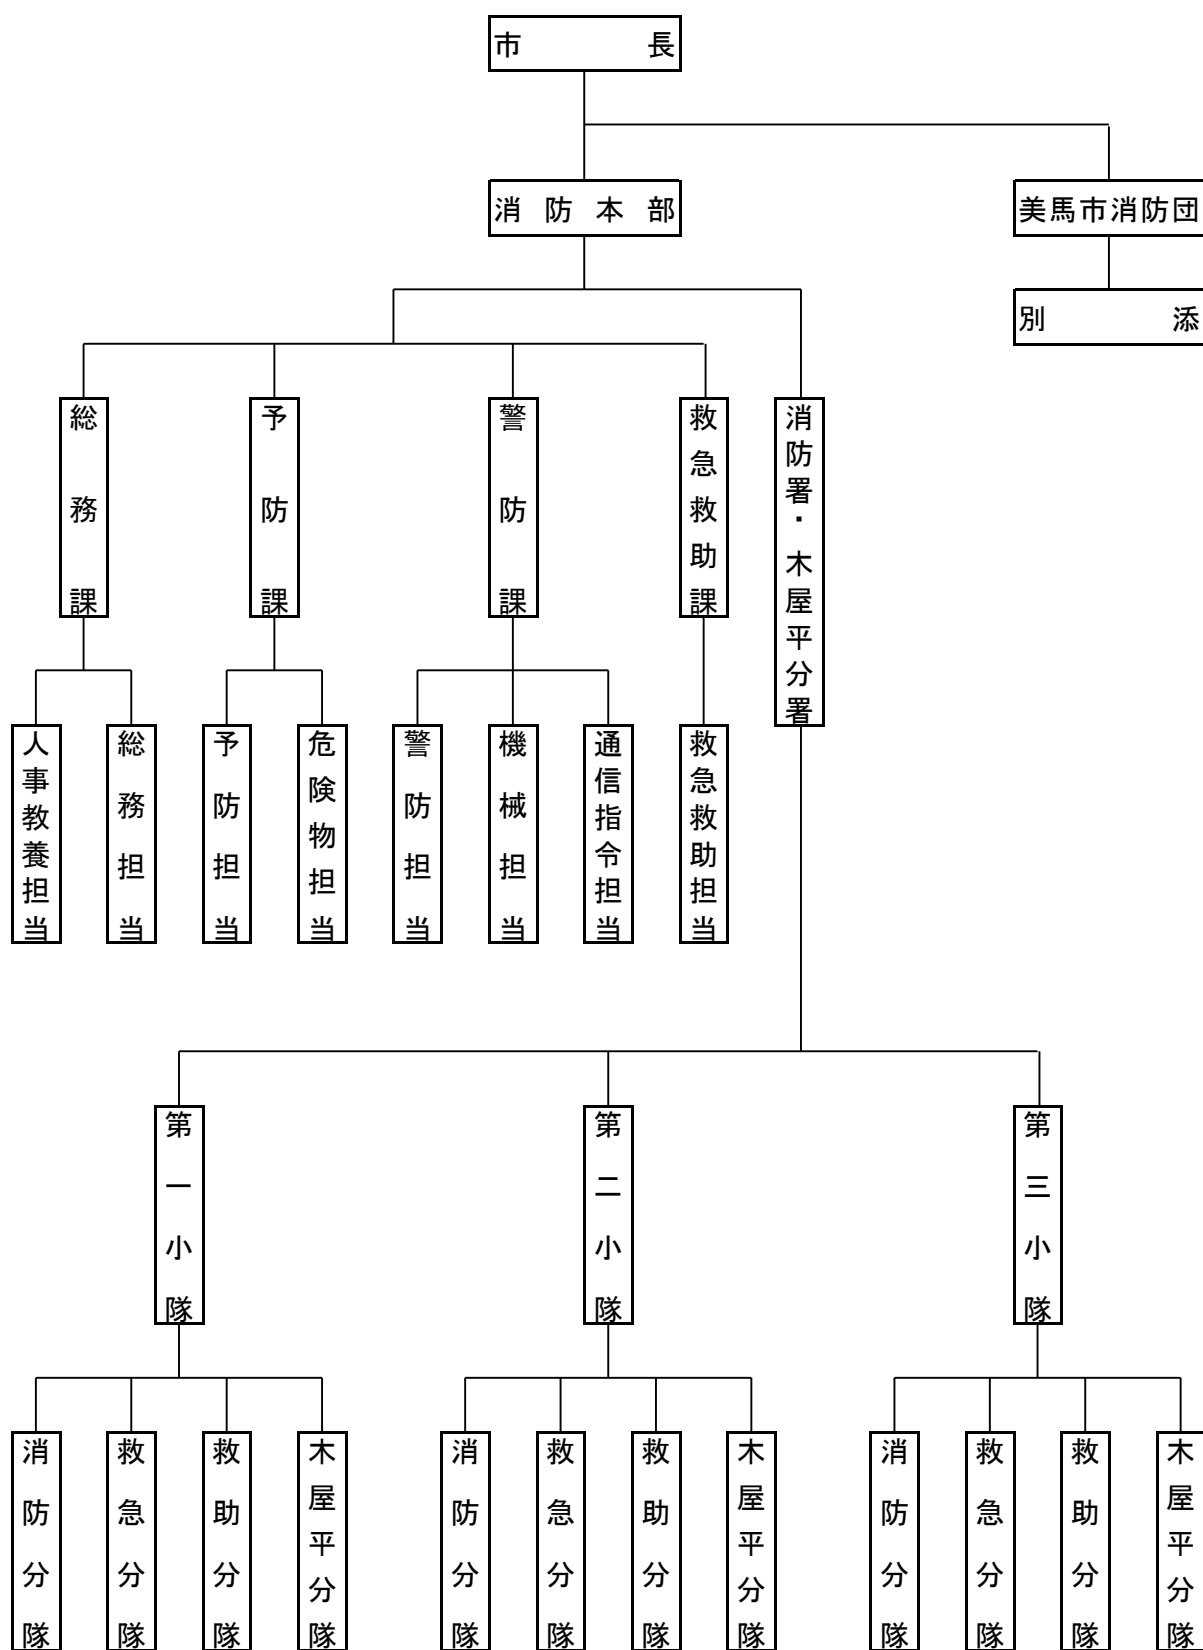 市長
消防本部
美馬市消防団
別添
総務課
予防課
警防課
救急救助課
消防署・木屋平分署
人事教養担当
総務担当
予防担当
危険物担当
警防担当
機械担当
通信指令担当
救急救助担当
第一小隊
第二小隊
第三小隊
消防分隊
救急分隊
救助分隊
木屋平分隊
消防分隊
救急分隊
救助分隊
木屋平分隊
消防分隊
救急分隊
救助分隊
木屋平分隊